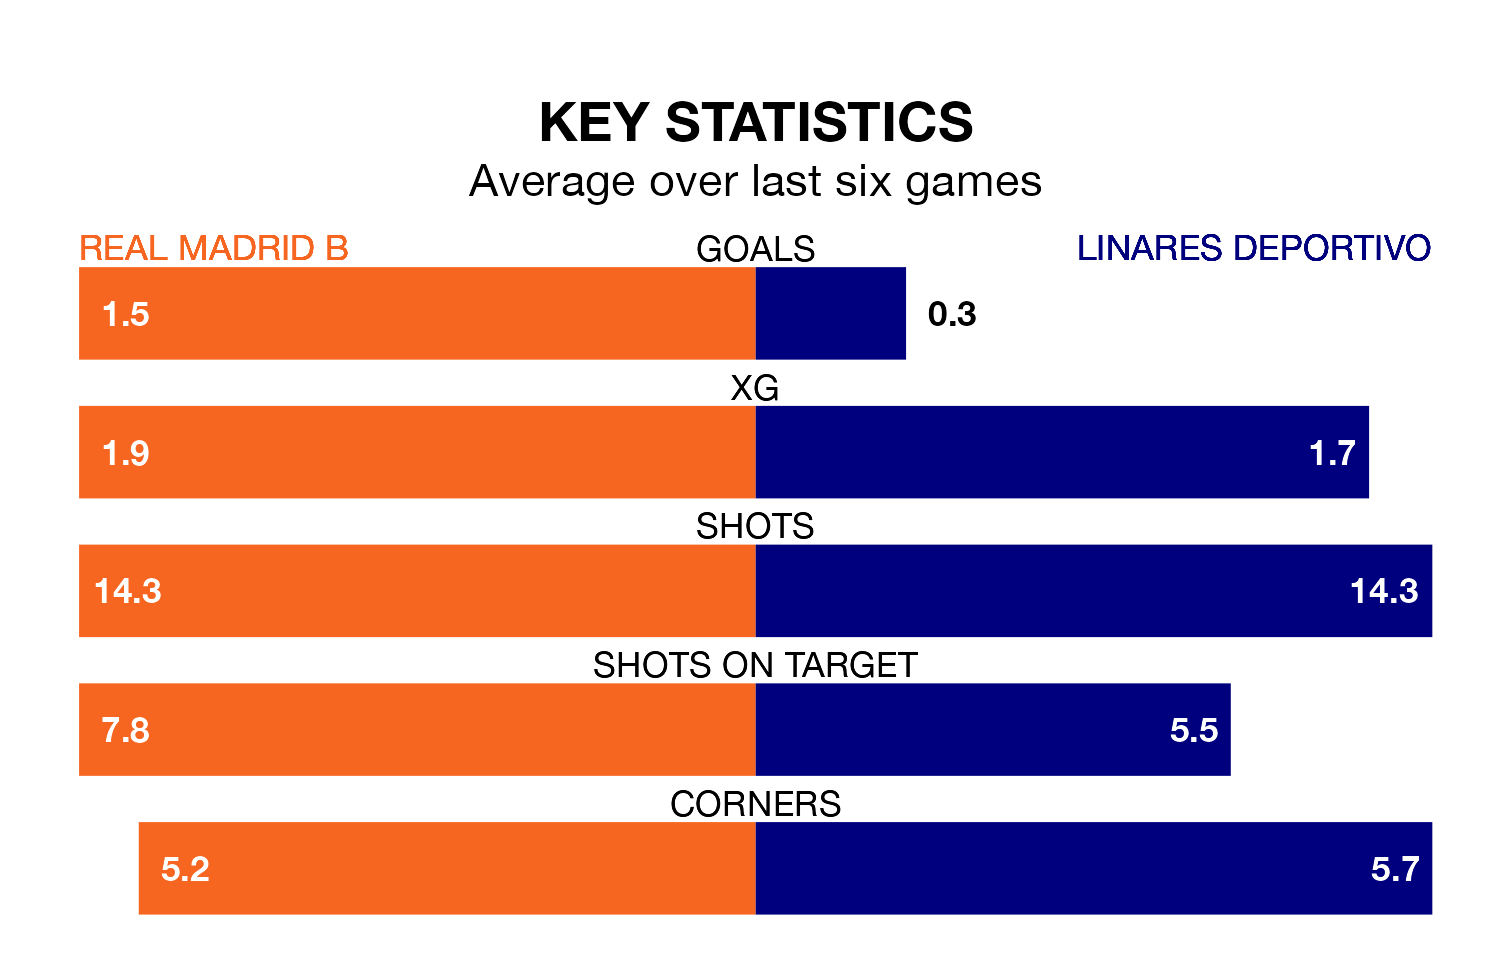 KEY STATISTICS
Average over last six games
REAL MADRID B GOALS LINARES DEPORTIVO
1.5 0.3
XG
1.9 1.7
SHOTS
14.3 14.3
SHOTS ON TARGET
7.8 5.5
CORNERS
5.2 5.7